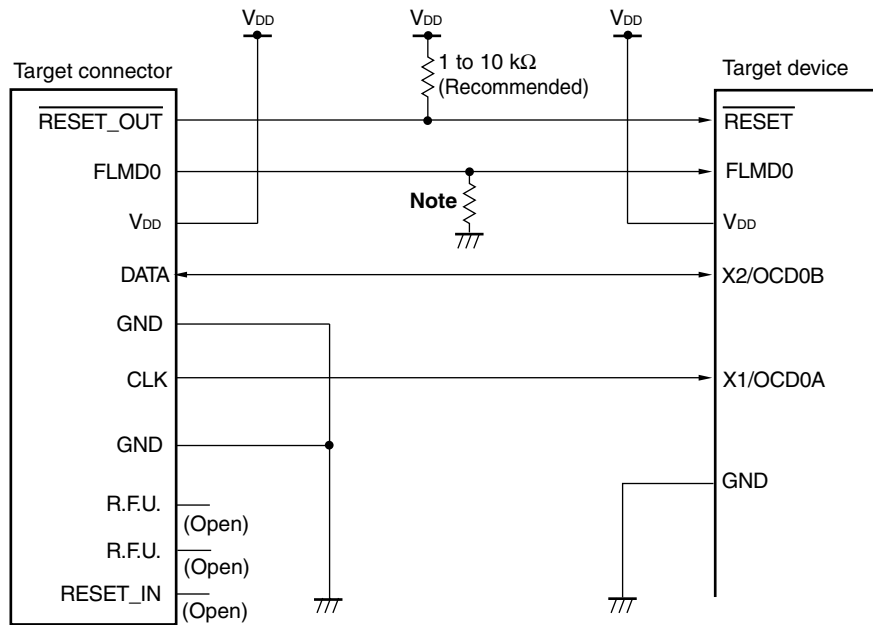 VDD VDD VDD
1 to 10 kΩ
(Recommended)
Target connector
Target device
RESET_OUT
RESET
FLMD0
FLMD0
Note
VDD
VDD
DATA
X2/OCD0B
GND
CLK
X1/OCD0A
GND
GND
R.F.U.
(Open)
R.F.U.
(Open)
RESET_IN
(Open)